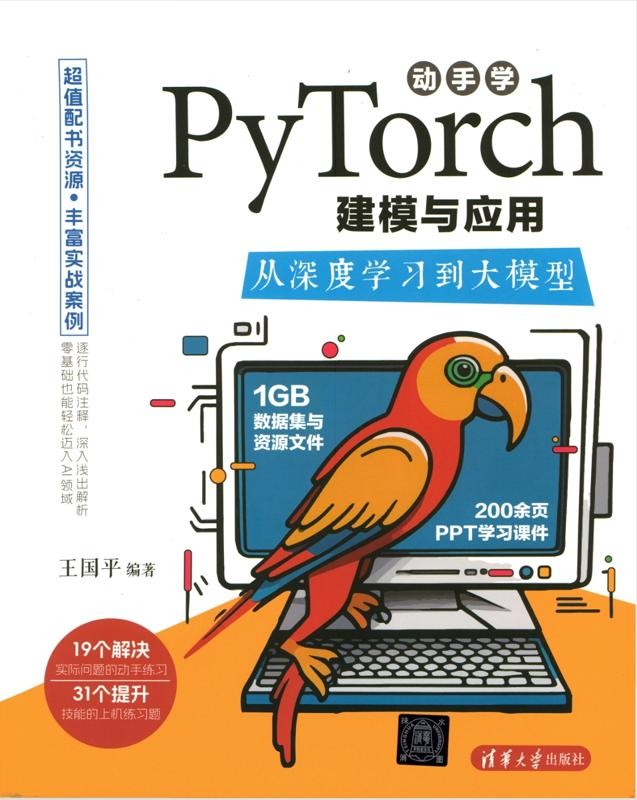 动手学
PyTorch
建模与应用
从深度学习到大模型
超值配书资源·丰富实战案例
逐行代码注释，深入浅出解析
零基础也能轻松迈入AI领域
1GB
数据集与
资源文件
200余页
PPT学习课件
王国平 编著
19个解决
实际问题的动手练习
31个提升
技能的上机练习题
清华大学出版社